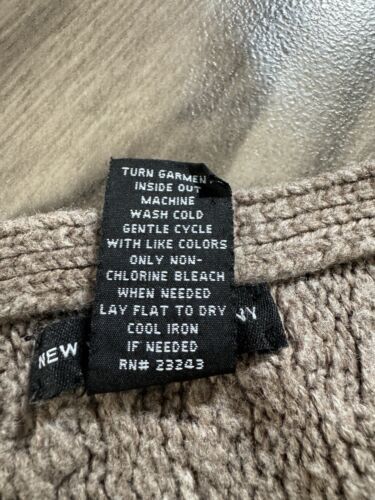 TURN GARMEN
INSIDE OUT
MACHINE
WASH COLD
GENTLE CYCLE
WITH LIKE COLORS
ONLY NON-
CHLORINE BLEACH
WHEN NEEDED
LAY FLAT TO DRY
COOL IRON
IF NEEDED
RN# 23243
NEW NY